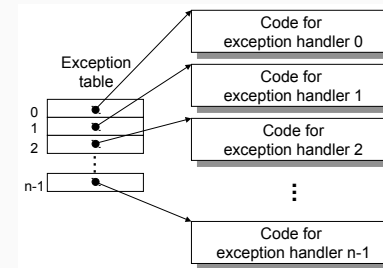 Code for
exception handler 0
Exception
table
Code for
exception handler 1
0
1
2
Code for
exception handler 2
n-1
Code for
exception handler n-1